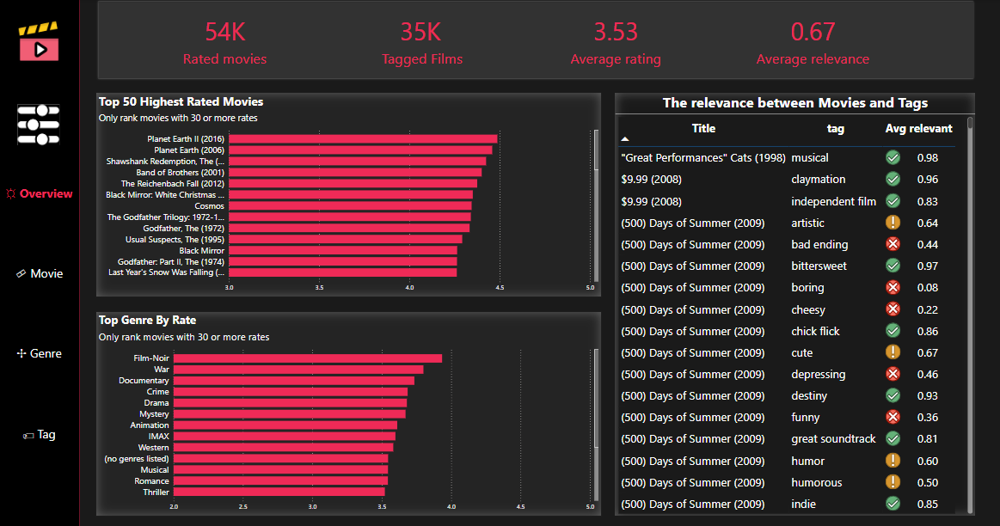 54K
Rated movies
35K
Tagged Films
3.53
Average rating
0.67
Average relevance
Overview
Movie
Genre
Tag
Top 50 Highest Rated Movies
Only rank movies with 30 or more rates
Planet Earth II (2016)
Planet Earth (2006)
Shawshank Redemption, The (...
Band of Brothers (2001)
The Reichenbach Fall (2012)
Black Mirror: White Christmas ...
Cosmos
The Godfather Trilogy: 1972-1...
Godfather, The (1972)
Usual Suspects, The (1995)
Black Mirror
Godfather: Part II, The (1974)
Last Year's Snow Was Falling (...
3.0 3.5 4.0 4.5 5.0
Top Genre By Rate
Only rank movies with 30 or more rates
Film-Noir
War
Documentary
Crime
Drama
Mystery
Animation
IMAX
Western
(no genres listed)
Musical
Romance
Thriller
2.0 2.5 3.0 3.5 4.0 4.5 5.0
The relevance between Movies and Tags
Title tag Avg relevant
"Great Performances" Cats (1998) musical 0.98
$9.99 (2008) claymation 0.96
$9.99 (2008) independent film 0.83
(500) Days of Summer (2009) artistic 0.64
(500) Days of Summer (2009) bad ending 0.44
(500) Days of Summer (2009) bittersweet 0.97
(500) Days of Summer (2009) boring 0.08
(500) Days of Summer (2009) cheesy 0.22
(500) Days of Summer (2009) chick flick 0.86
(500) Days of Summer (2009) cute 0.67
(500) Days of Summer (2009) depressing 0.46
(500) Days of Summer (2009) destiny 0.93
(500) Days of Summer (2009) funny 0.36
(500) Days of Summer (2009) great soundtrack 0.81
(500) Days of Summer (2009) humor 0.60
(500) Days of Summer (2009) humorous 0.50
(500) Days of Summer (2009) indie 0.85